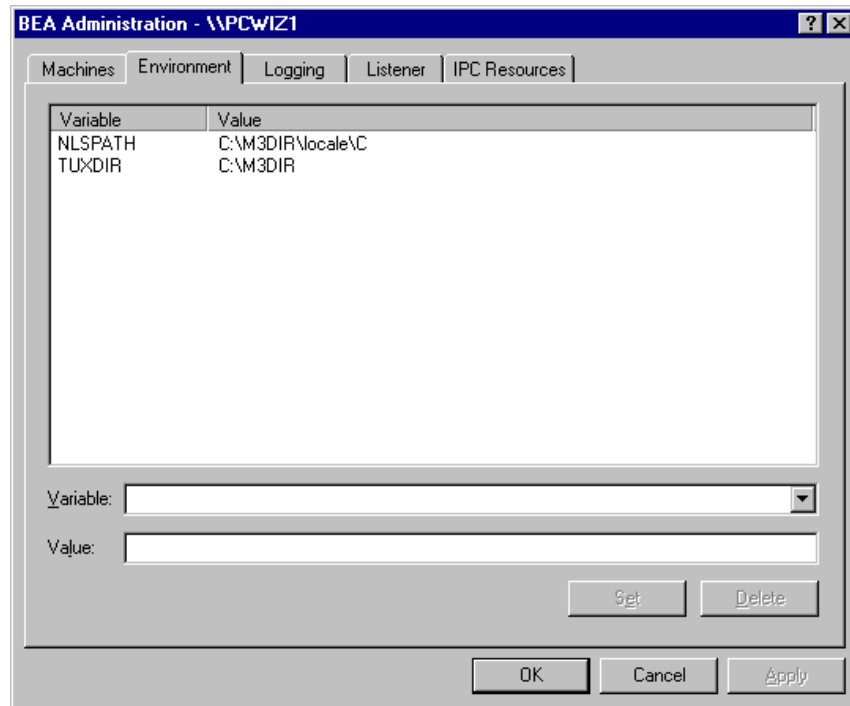 BEA Administration - \\PCWIZ1
Machines Environment Logging Listener IPC Resources
Variable Value
NLSPATH C:\M3DIR\locale\C
TUXDIR C:\M3DIR
Variable:
Value:
Set Delete
OK Cancel Apply